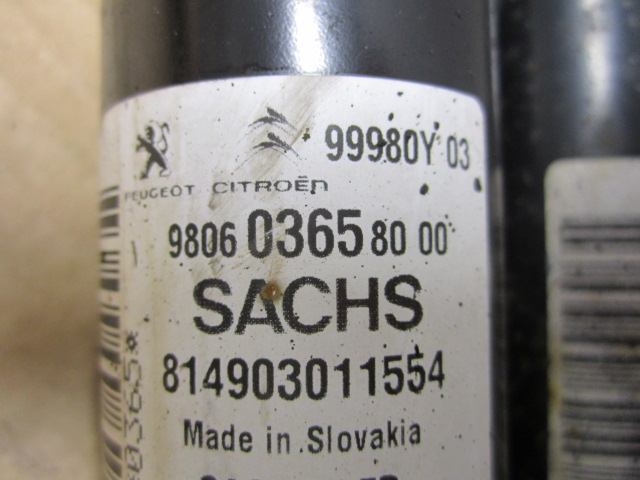 99980Y 03
PEUGEOT CITROËn
9806 0365 80 00
SACHS
814903011554
Made in Slovakia